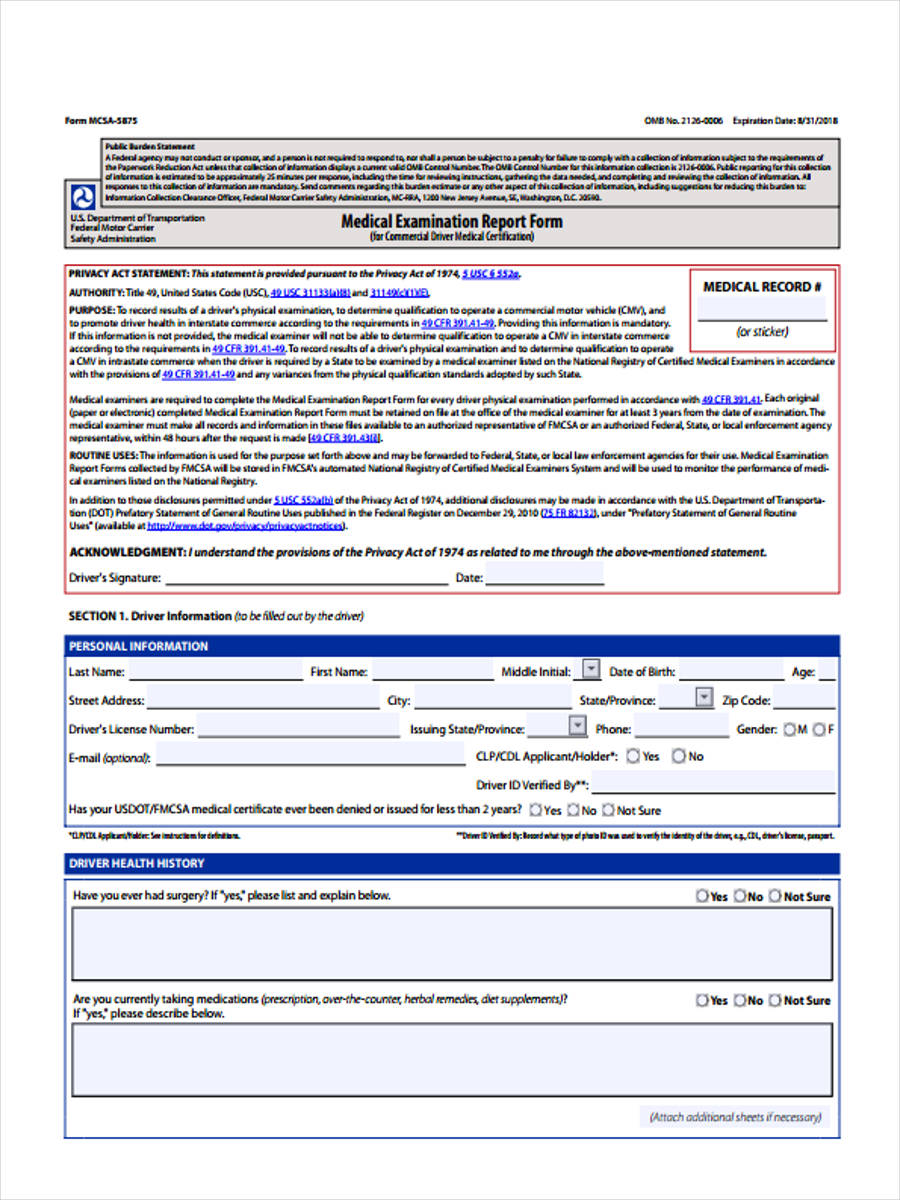 Form MCSA-5875
OMB No. 2126-0006 Expiration Date: 8/31/2018
Public Burden Statement
A Federal agency may not conduct or sponsor, and a person is not required to respond to, nor shall a person be subject to a penalty for failure to comply with a collection of information subject to the requirements of
the Paperwork Reduction Act unless that collection of information displays a current valid OMB Control Number. The OMB Control Number for this information collection is 2126-0006. Public reporting for this collection
of information is estimated to be approximately 25 minutes per response, including the time for reviewing instructions, gathering the data needed, and completing and reviewing the collection of information. All
responses to this collection of information are mandatory. Send comments regarding this burden estimate or any other aspect of this collection of information, including suggestions for reducing this burden to:
Information Collection Clearance Officer, Federal Motor Carrier Safety Administration, MC-RRA, 1200 New Jersey Avenue, SE, Washington, D.C. 20590.
U.S. Department of Transportation
Federal Motor Carrier
Safety Administration
Medical Examination Report Form
(for Commercial Driver Medical Certification)
PRIVACY ACT STATEMENT: This statement is provided pursuant to the Privacy Act of 1974, 5 USC § 552a.
AUTHORITY: Title 49, United States Code (USC), 49 USC 31133(a)(8) and 31149(c)(1)(E).
PURPOSE: To record results of a driver's physical examination, to determine qualification to operate a commercial motor vehicle (CMV), and
to promote driver health in interstate commerce according to the requirements in 49 CFR 391.41-49. Providing this information is mandatory.
If this information is not provided, the medical examiner will not be able to determine qualification to operate a CMV in interstate commerce
according to the requirements in 49 CFR 391.41-49. To record results of a driver's physical examination and to determine qualification to operate
a CMV in intrastate commerce when the driver is required by a State to be examined by a medical examiner listed on the National Registry of Certified Medical Examiners in accordance
with the provisions of 49 CFR 391.41-49 and any variances from the physical qualification standards adopted by such State.
MEDICAL RECORD #
(or sticker)
Medical examiners are required to complete the Medical Examination Report Form for every driver physical examination performed in accordance with 49 CFR 391.41. Each original
(paper or electronic) completed Medical Examination Report Form must be retained on file at the office of the medical examiner for at least 3 years from the date of examination. The
medical examiner must make all records and information in these files available to an authorized representative of FMCSA or an authorized Federal, State, or local enforcement agency
representative, within 48 hours after the request is made [49 CFR 391.43(i)].
ROUTINE USES: The information is used for the purpose set forth above and may be forwarded to Federal, State, or local law enforcement agencies for their use. Medical Examination
Report Forms collected by FMCSA will be stored in FMCSA's automated National Registry of Certified Medical Examiners System and will be used to monitor the performance of medi-
cal examiners listed on the National Registry.
In addition to those disclosures permitted under 5 USC 552a(b) of the Privacy Act of 1974, additional disclosures may be made in accordance with the U.S. Department of Transporta-
tion (DOT) Prefatory Statement of General Routine Uses published in the Federal Register on December 29, 2010 (75 FR 82132), under "Prefatory Statement of General Routine
Uses" (available at http://www.dot.gov/privacy/privacyactnotices).
ACKNOWLEDGMENT: I understand the provisions of the Privacy Act of 1974 as related to me through the above-mentioned statement.
Driver's Signature: Date:
SECTION 1. Driver Information (to be filled out by the driver)
PERSONAL INFORMATION
Last Name: First Name: Middle Initial: Date of Birth: Age:
Street Address: City: State/Province: Zip Code:
Driver's License Number: Issuing State/Province: Phone: Gender: M F
E-mail (optional): CLP/CDL Applicant/Holder*: Yes No
Driver ID Verified By**:
Has your USDOT/FMCSA medical certificate ever been denied or issued for less than 2 years? Yes No Not Sure
*CLP/CDL Applicant/Holder: See instructions for definitions. **Driver ID Verified By: Record what type of photo ID was used to verify the identity of the driver, e.g., CDL, driver's license, passport.
DRIVER HEALTH HISTORY
Have you ever had surgery? If "yes," please list and explain below. Yes No Not Sure
Are you currently taking medications (prescription, over-the-counter, herbal remedies, diet supplements)? Yes No Not Sure
If "yes," please describe below.
(Attach additional sheets if necessary)